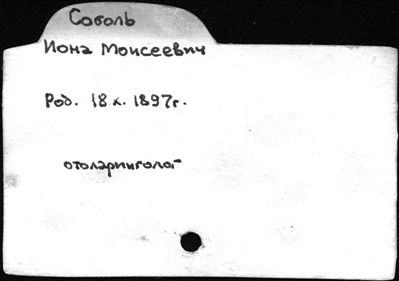 Соболь
Иона Моисеевич
Род. 18 X. 1897г.
отоларинголог